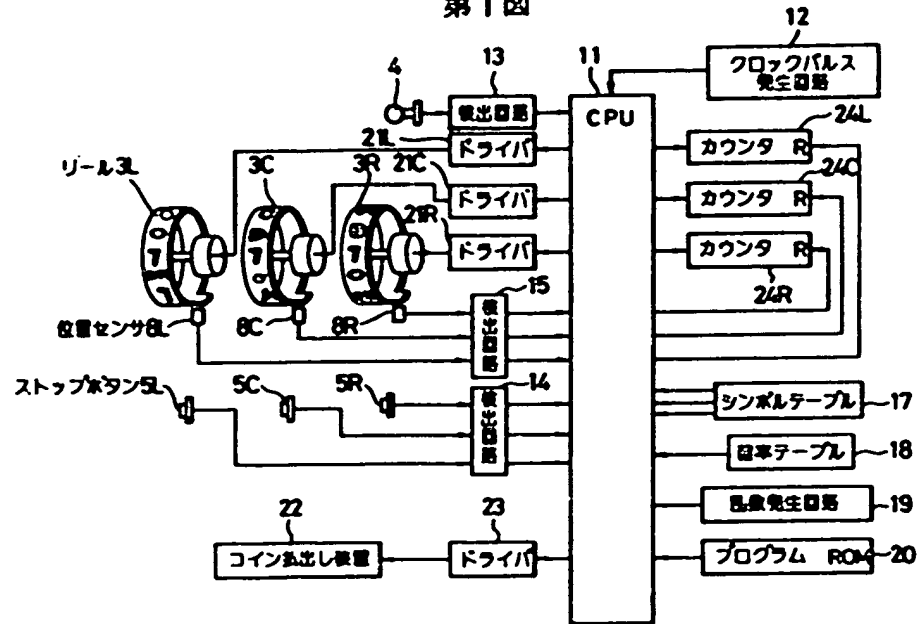 第1図
12
クロックパルス
発生回路
4
13
検出回路
11
CPU
21L
ドライバ
24L
カウンタ R
リール3L
3C
3R
21C
ドライバ
24C
カウンタ R
21R
ドライバ
カウンタ R
24R
15
検出回路
位置センサ8L
8C
8R
ストップボタン5L
5C
5R
14
検出回路
シンボルテーブル
17
確率テーブル
18
乱数発生回路
19
22
コイン払出し装置
23
ドライバ
プログラム ROM
20